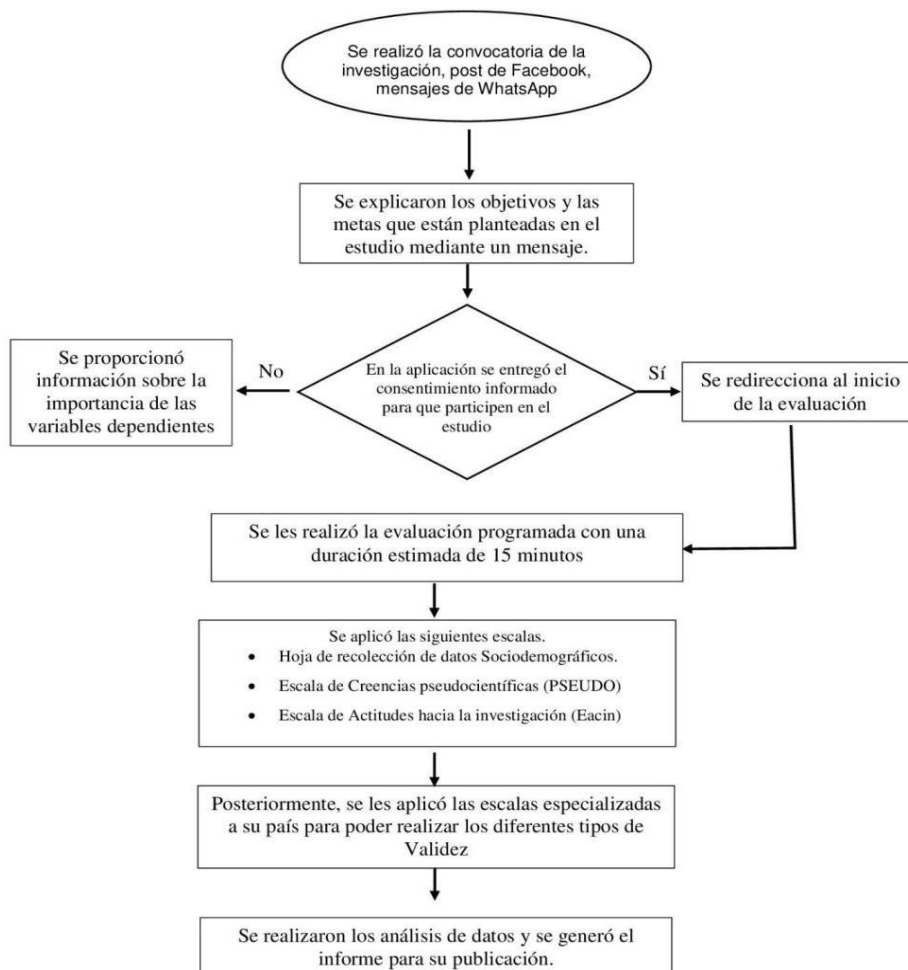 Se realizó la convocatoria de la
investigación, post de Facebook,
mensajes de WhatsApp
Se explicaron los objetivos y las
metas que están planteadas en el
estudio mediante un mensaje.
Se proporcionó
información sobre la
importancia de las
variables dependientes
No
En la aplicación se entregó el
consentimiento informado
para que participen en el
estudio
Sí
Se redirecciona al inicio
de la evaluación
Se les realizó la evaluación programada con una
duración estimada de 15 minutos
Se aplicó las siguientes escalas.
• Hoja de recolección de datos Sociodemográficos.
• Escala de Creencias pseudocientíficas (PSEUDO)
• Escala de Actitudes hacia la investigación (Eacin)
Posteriormente, se les aplicó las escalas especializadas
a su país para poder realizar los diferentes tipos de
Validez
Se realizaron los análisis de datos y se generó el
informe para su publicación.